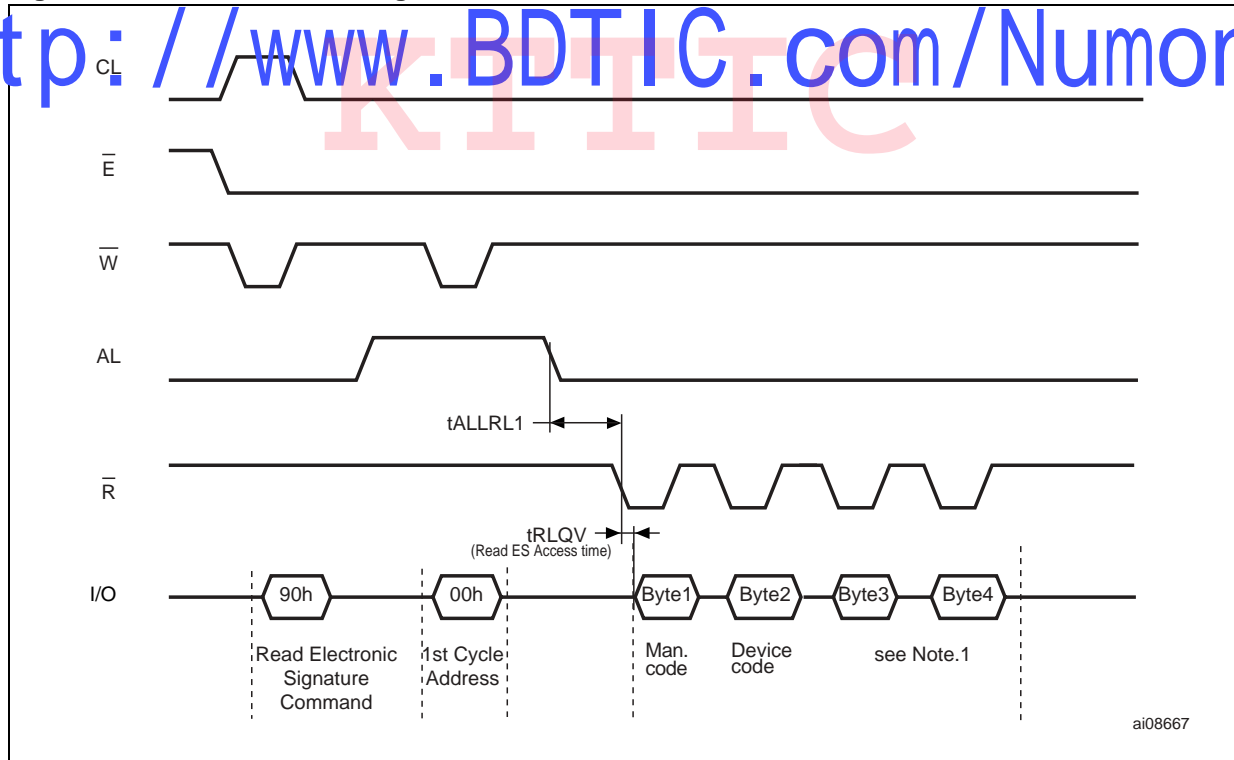 tp://www.BDTIC.com/Numon
KTTIC
CL
E
W
AL
tALLRL1
R
tRLQV
(Read ES Access time)
I/O
90h
00h
Byte1
Byte2
Byte3
Byte4
Read Electronic
Signature
Command
1st Cycle
Address
Man.
code
Device
code
see Note.1
ai08667